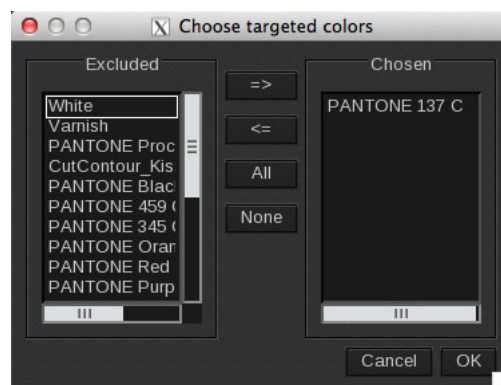 Choose targeted colors
Excluded
Chosen
White
Varnish
PANTONE Proc
CutContour_Kis
PANTONE Blac
PANTONE 459
PANTONE 345
PANTONE Oran
PANTONE Red
PANTONE Purp
=>
<=
All
None
PANTONE 137 C
Cancel
OK